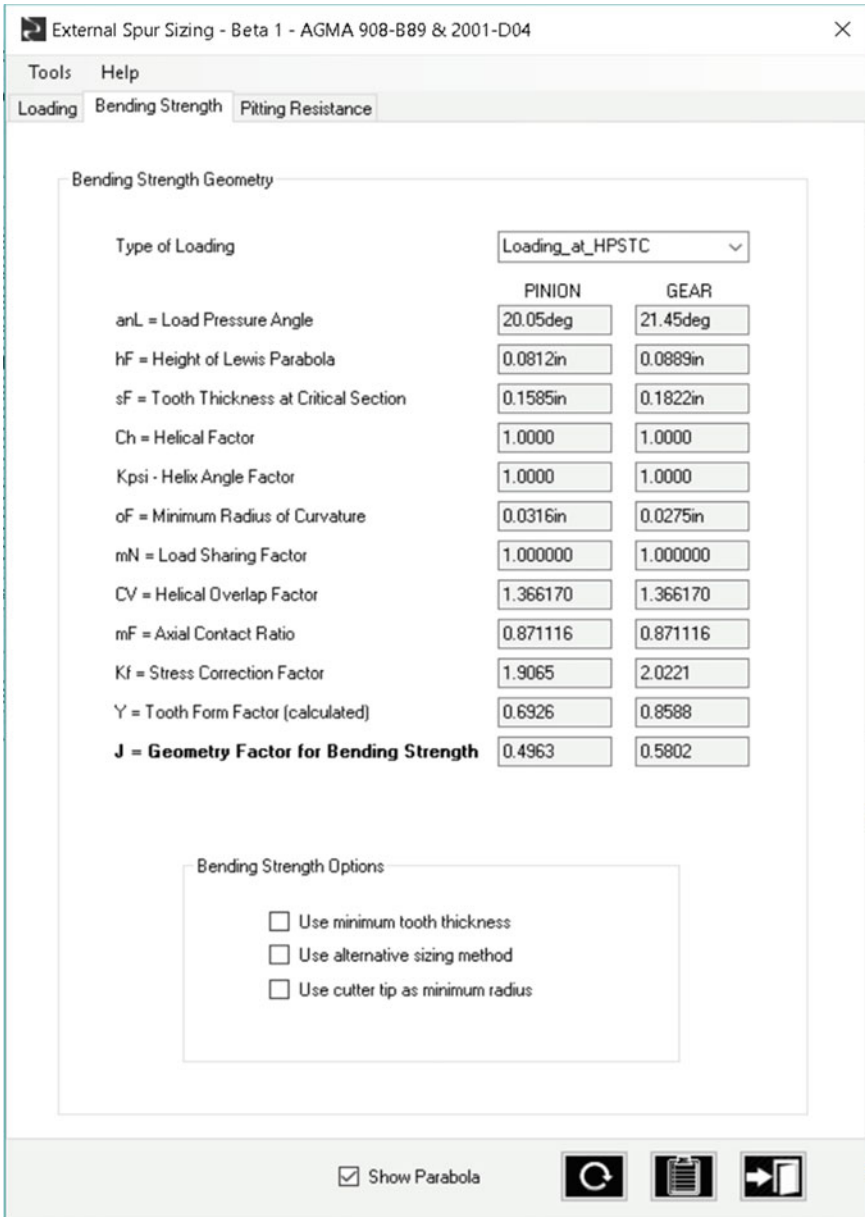 External Spur Sizing - Beta 1 - AGMA 908-B89 & 2001-D04
Tools Help
Loading Bending Strength Pitting Resistance
Bending Strength Geometry
Type of Loading Loading_at_HPSTC
PINION GEAR
anL = Load Pressure Angle 20.05deg 21.45deg
hF = Height of Lewis Parabola 0.0812in 0.0889in
sF = Tooth Thickness at Critical Section 0.1585in 0.1822in
Ch = Helical Factor 1.0000 1.0000
Kpsi - Helix Angle Factor 1.0000 1.0000
oF = Minimum Radius of Curvature 0.0316in 0.0275in
mN = Load Sharing Factor 1.000000 1.000000
CV = Helical Overlap Factor 1.366170 1.366170
mF = Axial Contact Ratio 0.871116 0.871116
Kf = Stress Correction Factor 1.9065 2.0221
Y = Tooth Form Factor (calculated) 0.6926 0.8588
J = Geometry Factor for Bending Strength 0.4963 0.5802
Bending Strength Options
Use minimum tooth thickness
Use alternative sizing method
Use cutter tip as minimum radius
Show Parabola